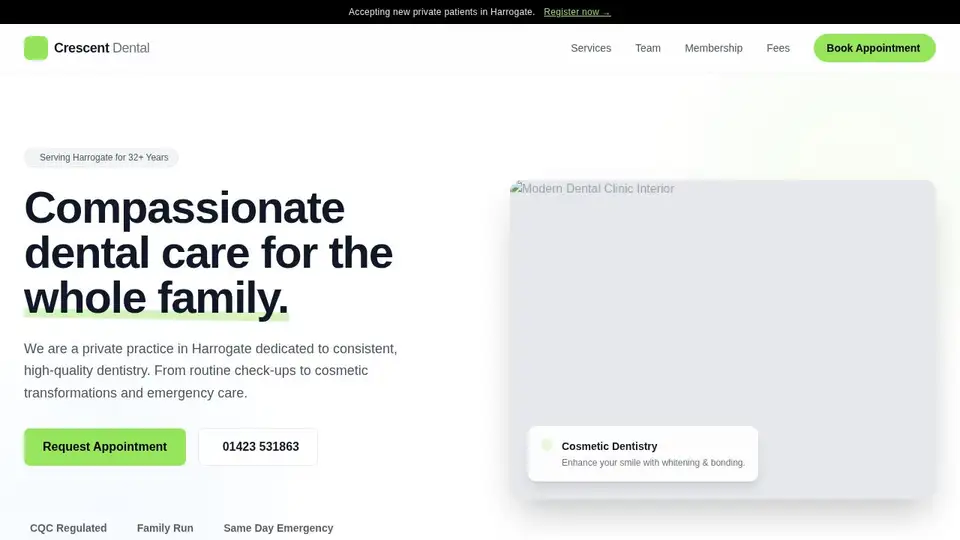 Accepting new private patients in Harrogate. Register now →
Crescent Dental
Services
Team
Membership
Fees
Book Appointment
Serving Harrogate for 32+ Years
Compassionate
dental care for the
whole family.
We are a private practice in Harrogate dedicated to consistent,
high-quality dentistry. From routine check-ups to cosmetic
transformations and emergency care.
Request Appointment
01423 531863
CQC Regulated
Family Run
Same Day Emergency
Modern Dental Clinic Interior
Cosmetic Dentistry
Enhance your smile with whitening & bonding.